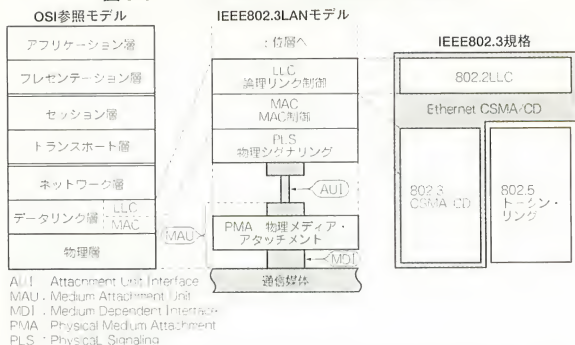 OSI参照モデル
アプリケーション層
プレゼンテーション層
セッション層
トランスポート層
ネットワーク層
データリンク層
LLC
MAC
物理層
IEEE802.3LANモデル
上位層へ
LLC
論理リンク制御
MAC
MAC制御
PLS
物理シグナリング
AUI
MAU
PMA 物理メディア・
アタッチメント
MDI
通信媒体
IEEE802.3規格
802.2LLC
Ethernet CSMA/CD
802.3
CSMA/CD
802.5
トークン・
リング
AUI : Attachment Unit Interface
MAU : Medium Attachment Unit
MDI : Medium Dependent Interface
PMA : Physical Medium Attachment
PLS : PhysicaL Signaling